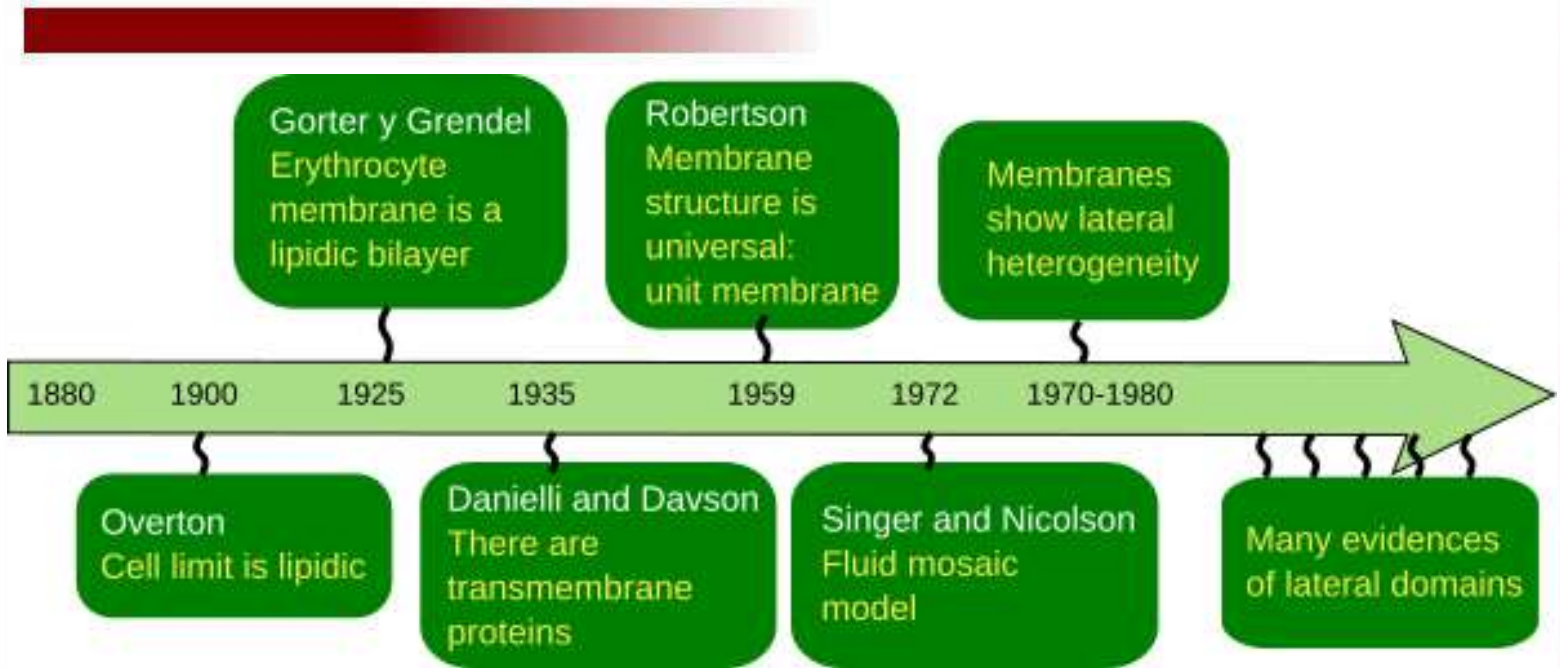 Gorter y Grendel
Erythrocyte
membrane is a
lipidic bilayer
Robertson
Membrane
structure is
universal:
unit membrane
Membranes
show lateral
heterogeneity
1880 1900 1925 1935 1959 1972 1970-1980
Overton
Cell limit is lipidic
Danielli and Davson
There are
transmembrane
proteins
Singer and Nicolson
Fluid mosaic
model
Many evidences
of lateral domains